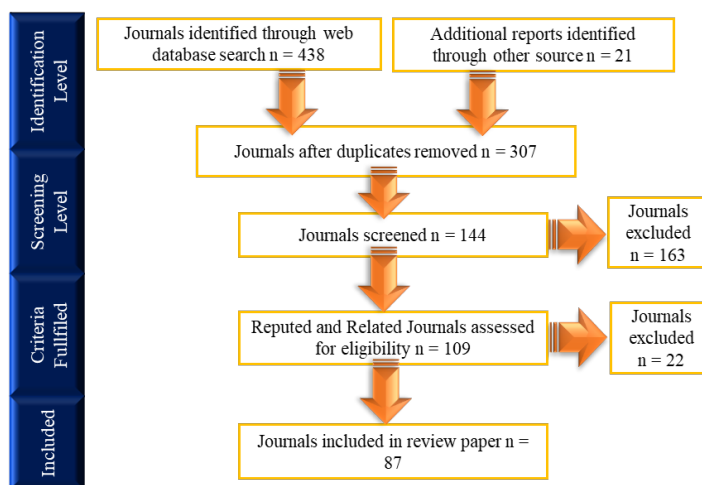 Identification
Level
Journals identified through web
database search n = 438
Additional reports identified
through other source n = 21
Journals after duplicates removed n = 307
Screening
Level
Journals screened n = 144
Journals
excluded
n = 163
Criteria
Fullfiled
Reputed and Related Journals assessed
for eligibility n = 109
Journals
excluded
n = 22
Included
Journals included in review paper n =
87